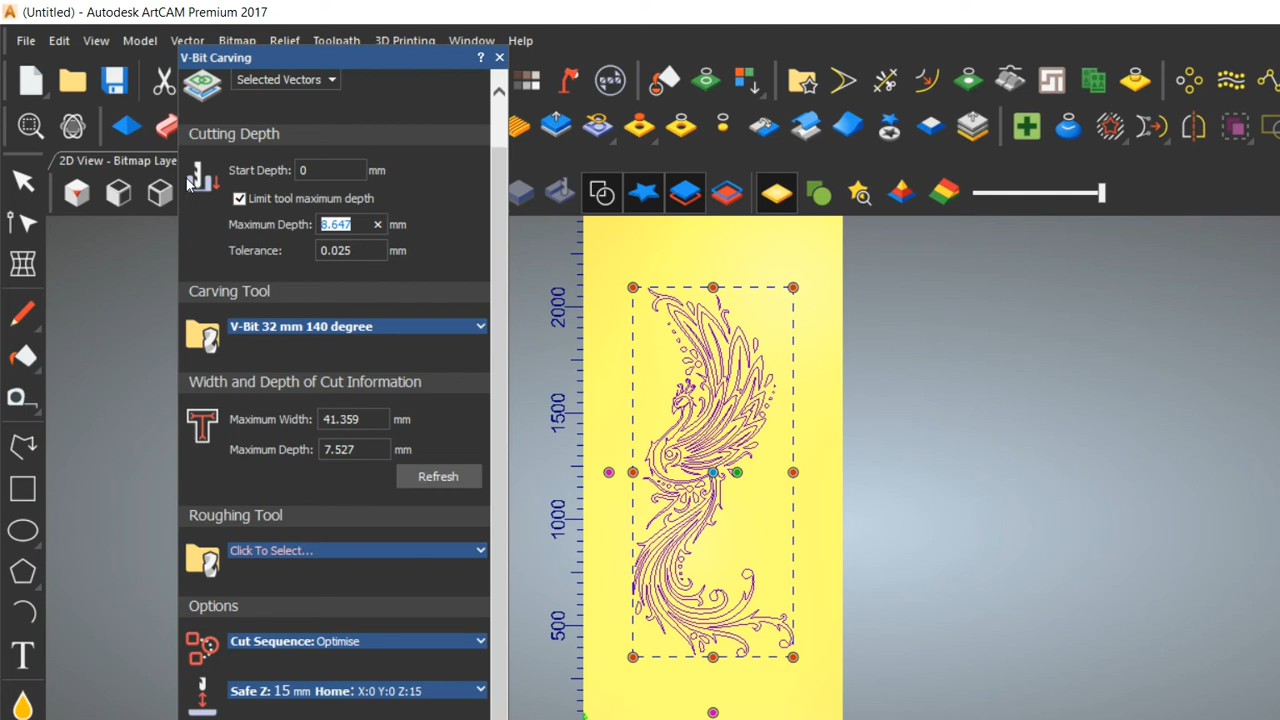 (Untitled) - Autodesk ArtCAM Premium 2017
File Edit View Model Vector Bitmap Relief Toolpath 3D Printing Window Help
V-Bit Carving ?
Selected Vectors
Cutting Depth
2D View - Bitmap Laye
Start Depth: 0 mm
Limit tool maximum depth
Maximum Depth: 8.647 mm
Tolerance: 0.025 mm
Carving Tool
V-Bit 32 mm 140 degree
Width and Depth of Cut Information
Maximum Width: 41.359 mm
Maximum Depth: 7.527 mm
Refresh
Roughing Tool
Click To Select...
Options
Cut Sequence: Optimise
Safe Z: 15 mm Home: X:0 Y:0 Z:15
2000
1500
1000
500